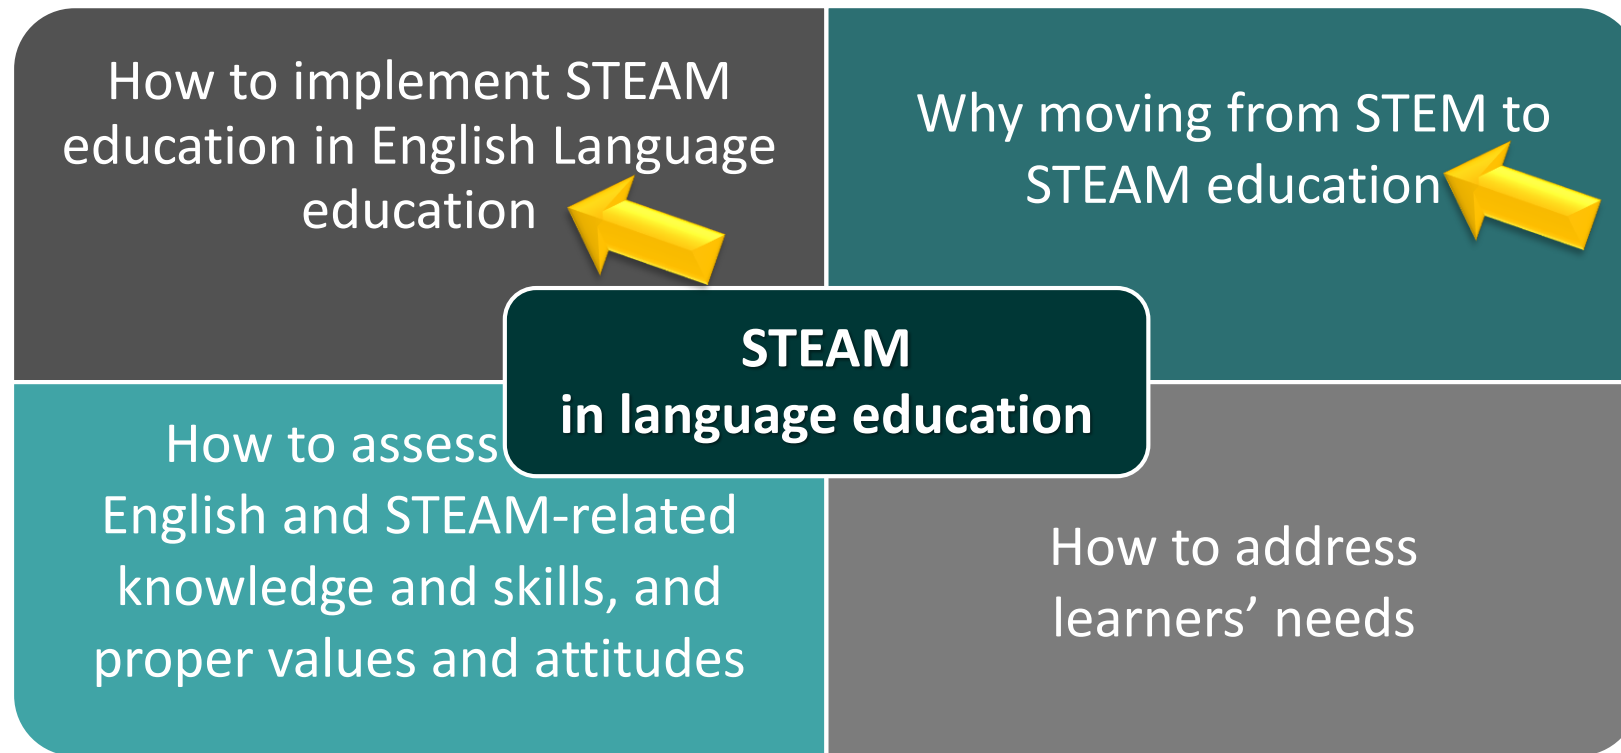 How to implement STEAM
education in English Language
education
Why moving from STEM to
STEAM education
STEAM
in language education
How to assess
English and STEAM-related
knowledge and skills, and
proper values and attitudes
How to address
learners’ needs